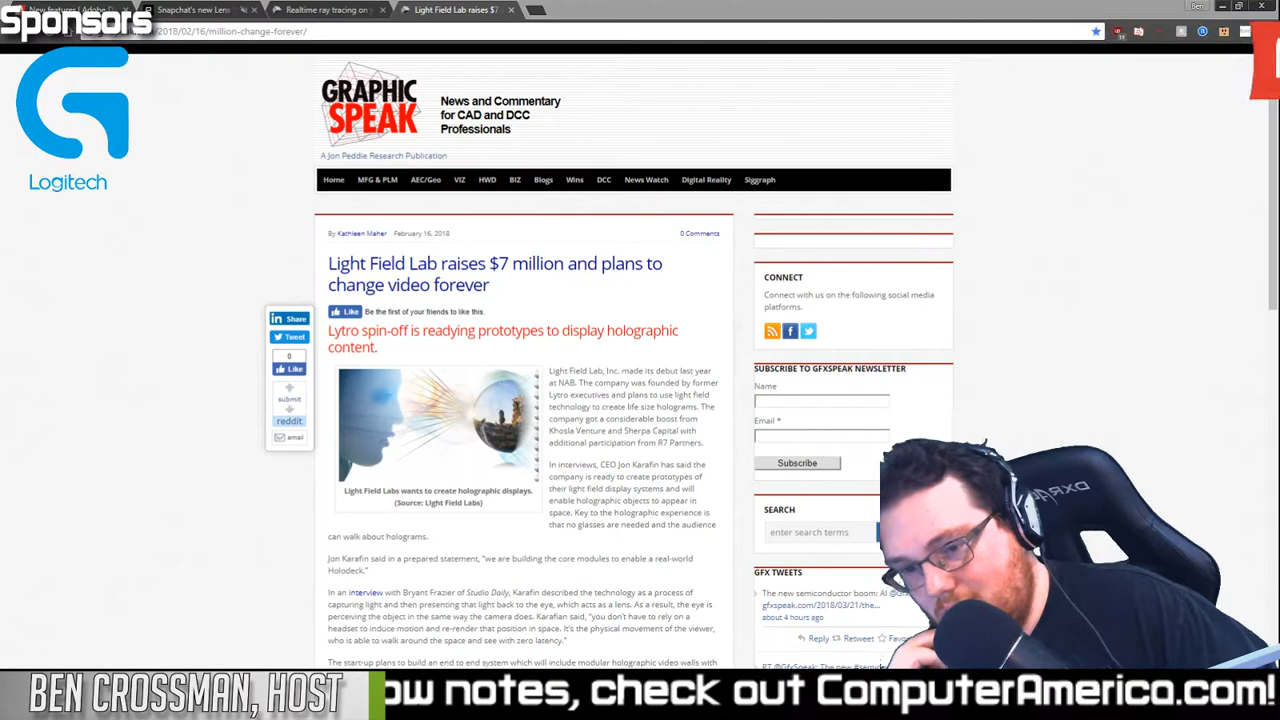 Sponsors
New features | Adobe D
Snapchat's new Lens
Realtime ray tracing on y
Light Field Lab raises $7
Ben
/2018/02/16/million-change-forever/
Logitech
GRAPHIC
SPEAK
News and Commentary
for CAD and DCC
Professionals
A Jon Peddie Research Publication
Home MFG & PLM AEC/Geo VIZ HWD BIZ Blogs Wins DCC News Watch Digital Reality Siggraph
By Kathleen Maher February 16, 2018 0 Comments
Light Field Lab raises $7 million and plans to
change video forever
Like Be the first of your friends to like this.
Lytro spin-off is readying prototypes to display holographic
content.
Share
Tweet
0
Like
submit
reddit
email
Light Field Labs wants to create holographic displays.
(Source: Light Field Labs)
Light Field Lab, Inc. made its debut last year
at NAB. The company was founded by former
Lytro executives and plans to use light field
technology to create life size holograms. The
company got a considerable boost from
Khosla Venture and Sherpa Capital with
additional participation from R7 Partners.
In interviews, CEO Jon Karafin has said the
company is ready to create prototypes of
their light field display systems and will
enable holographic objects to appear in
space. Key to the holographic experience is
that no glasses are needed and the audience
can walk about holograms.
Jon Karafin said in a prepared statement, “we are building the core modules to enable a real-world
Holodeck.”
In an interview with Bryant Frazier of Studio Daily, Karafin described the technology as a process of
capturing light and then presenting that light back to the eye, which acts as a lens. As a result, the eye is
perceiving the object in the same way the camera does. Karafian said, “you don’t have to rely on a
headset to induce motion and re-render that position in space. It’s the physical movement of the viewer,
who is able to walk around the space and see with zero latency.”
The start-up plans to build an end to end system which will include modular holographic video walls with
CONNECT
Connect with us on the following social media
platforms.
SUBSCRIBE TO GFXSPEAK NEWSLETTER
Name
Email *
Subscribe
SEARCH
enter search terms
GFX TWEETS
The new semiconductor boom: AI @G
gfxspeak.com/2018/03/21/the...
about 4 hours ago
Reply Retweet Favo
RT @GfxSpeak: The new #semic
DXRA
BEN CROSSMAN, HOST
ow notes, check out ComputerAmerica.com!